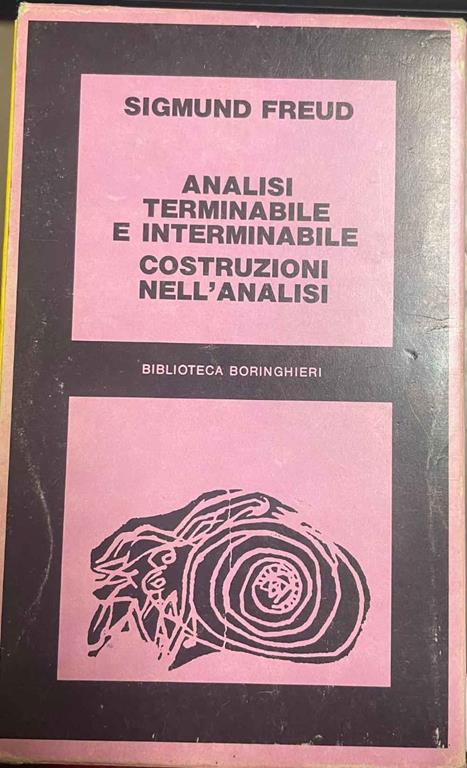 SIGMUND FREUD
ANALISI
TERMINABILE
E INTERMINABILE
COSTRUZIONI
NELL'ANALISI
BIBLIOTECA BORINGHIERI